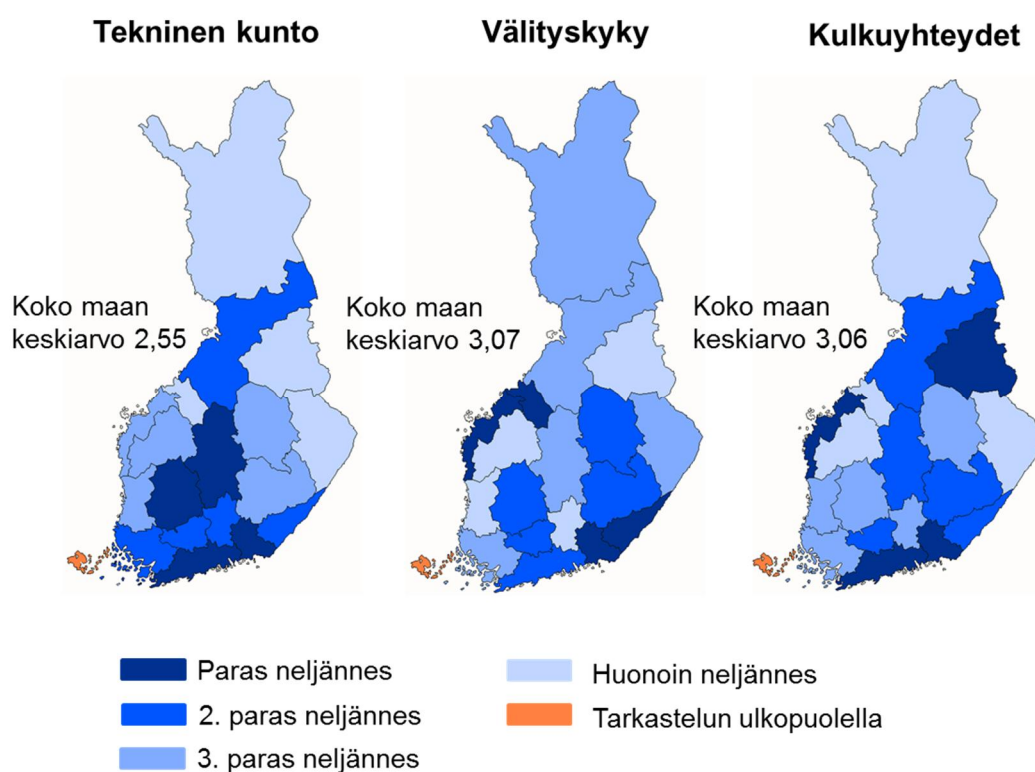 Tekninen kunto
Välityskyky
Kulkuyhteydet
Koko maan
keskiarvo 2,55
Koko maan
keskiarvo 3,07
Koko maan
keskiarvo 3,06
Paras neljännes
2. paras neljännes
3. paras neljännes
Huonoin neljännes
Tarkastelun ulkopuolella